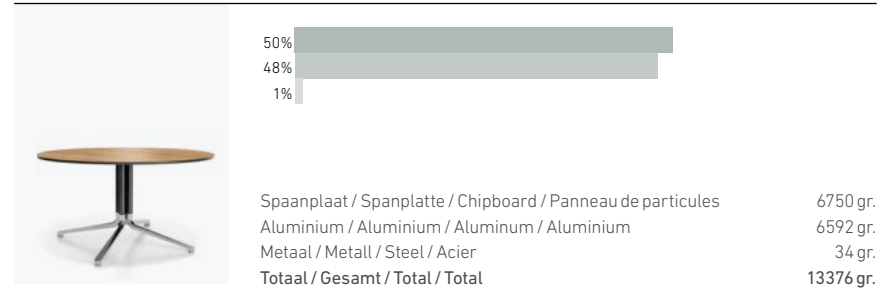 50%
48%
1%
Spaanplaat / Spanplatte / Chipboard / Panneau de particules 6750 gr.
Aluminium / Aluminium / Aluminum / Aluminium 6592 gr.
Metaal / Metall / Steel / Acier 34 gr.
Totaal / Gesamt / Total / Total 13376 gr.